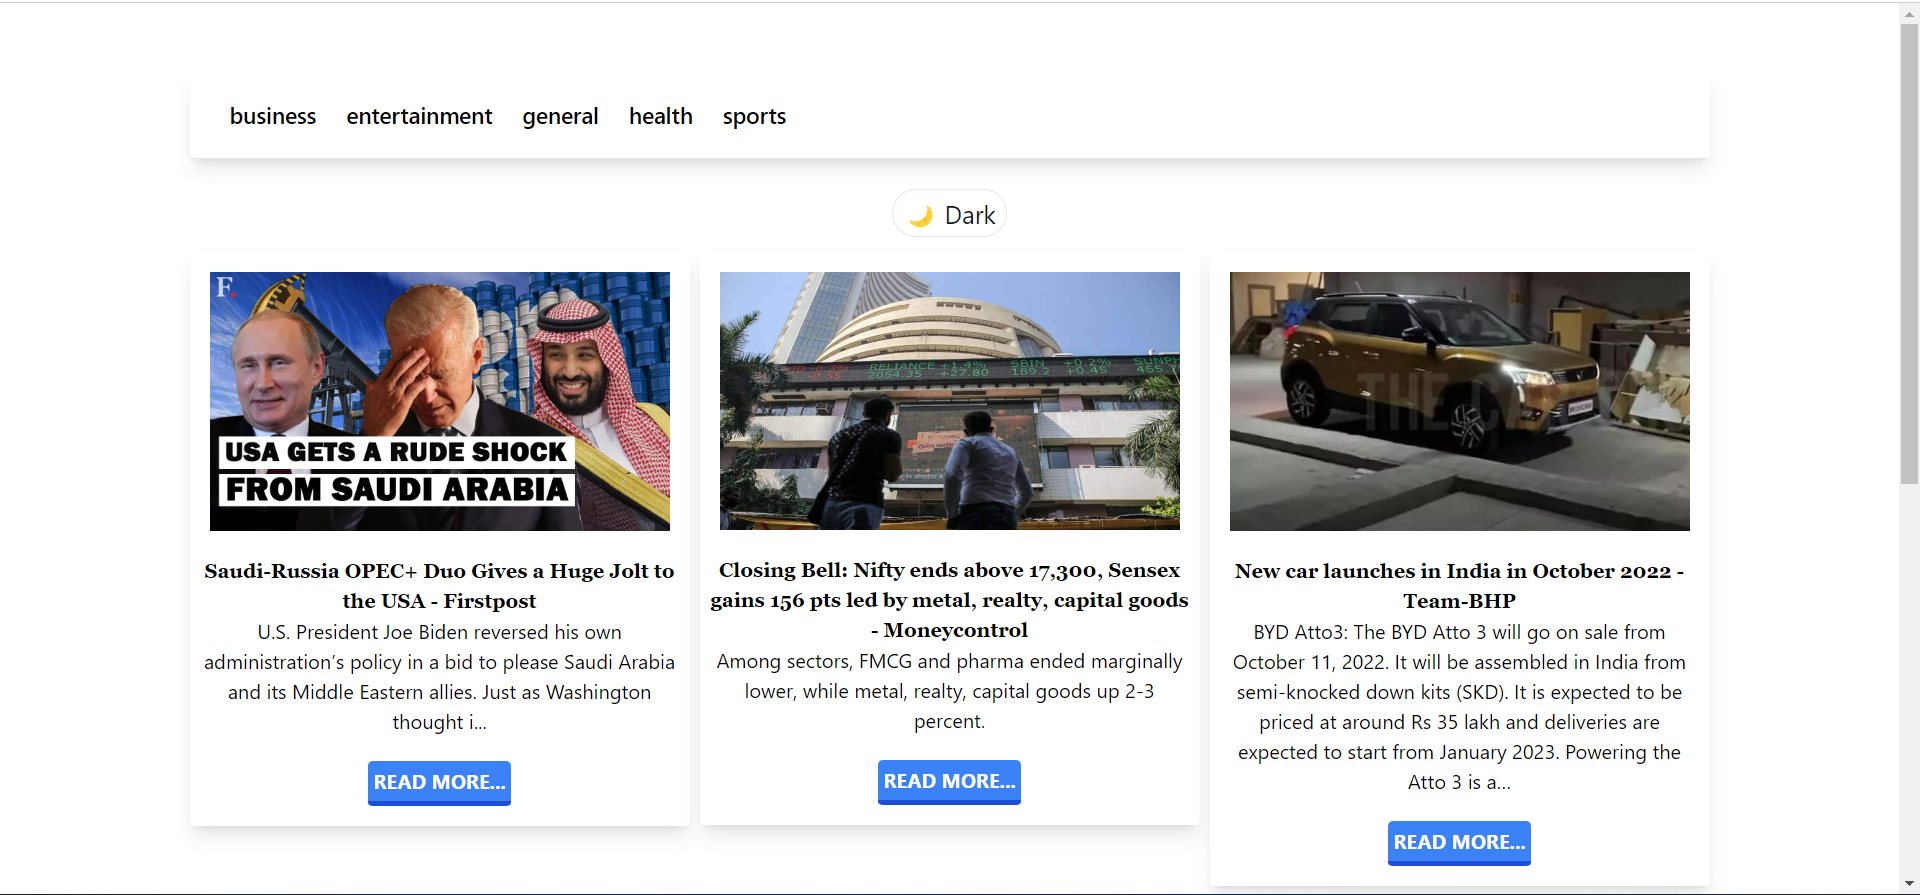 business entertainment general health sports
🌙 Dark
F.
USA GETS A RUDE SHOCK
FROM SAUDI ARABIA
Saudi-Russia OPEC+ Duo Gives a Huge Jolt to
the USA - Firstpost
U.S. President Joe Biden reversed his own
administration’s policy in a bid to please Saudi Arabia
and its Middle Eastern allies. Just as Washington
thought i...
READ MORE...
RELIANCE +1.4% SBIN +0.2% SUNPH
2054.35 +27.80 189.2 +0.45 465.
Closing Bell: Nifty ends above 17,300, Sensex
gains 156 pts led by metal, realty, capital goods
- Moneycontrol
Among sectors, FMCG and pharma ended marginally
lower, while metal, realty, capital goods up 2-3
percent.
READ MORE...
THE CA
New car launches in India in October 2022 -
Team-BHP
BYD Atto3: The BYD Atto 3 will go on sale from
October 11, 2022. It will be assembled in India from
semi-knocked down kits (SKD). It is expected to be
priced at around Rs 35 lakh and deliveries are
expected to start from January 2023. Powering the
Atto 3 is a...
READ MORE...